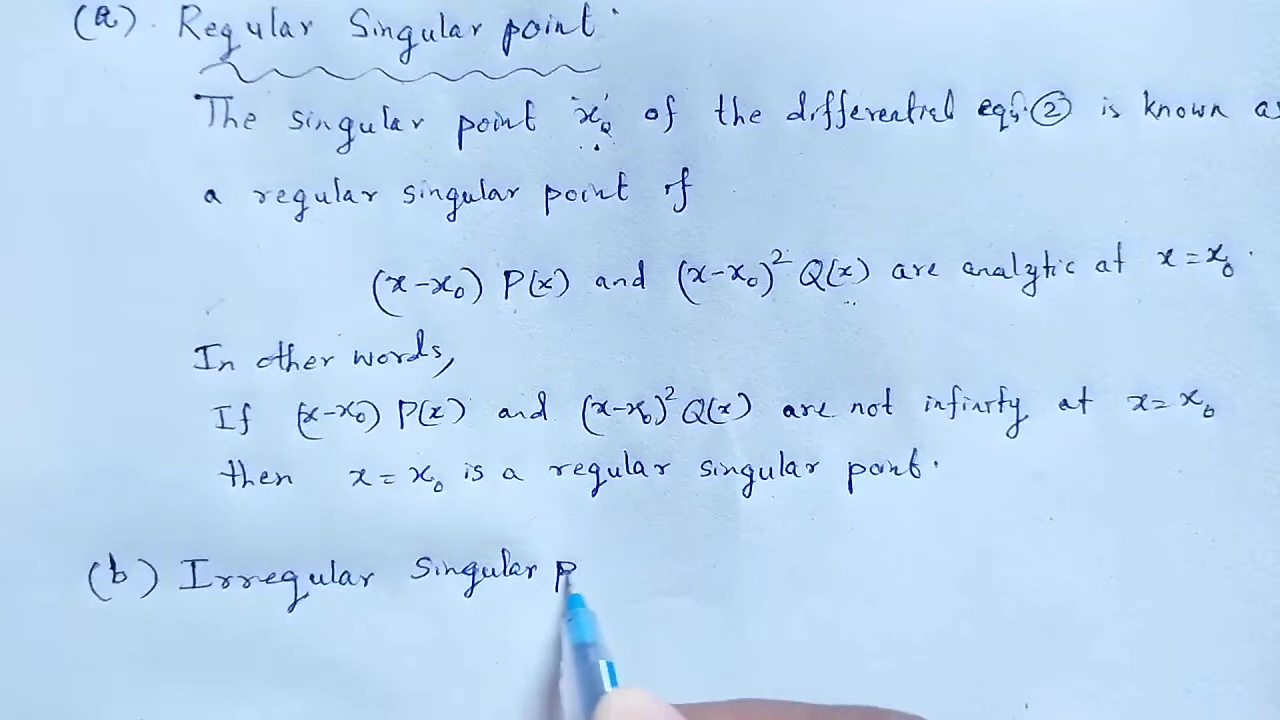 (a). Regular Singular point.
The singular point 'x₀' of the differential eqⁿ. ② is known as
a regular singular point if
(x-x₀) P(x) and (x-x₀)² Q(x) are analytic at x = x₀.
In other words,
If (x-x₀) P(x) and (x-x₀)² Q(x) are not infinity at x = x₀
then x = x₀ is a regular singular point.
(b) Irregular Singular P